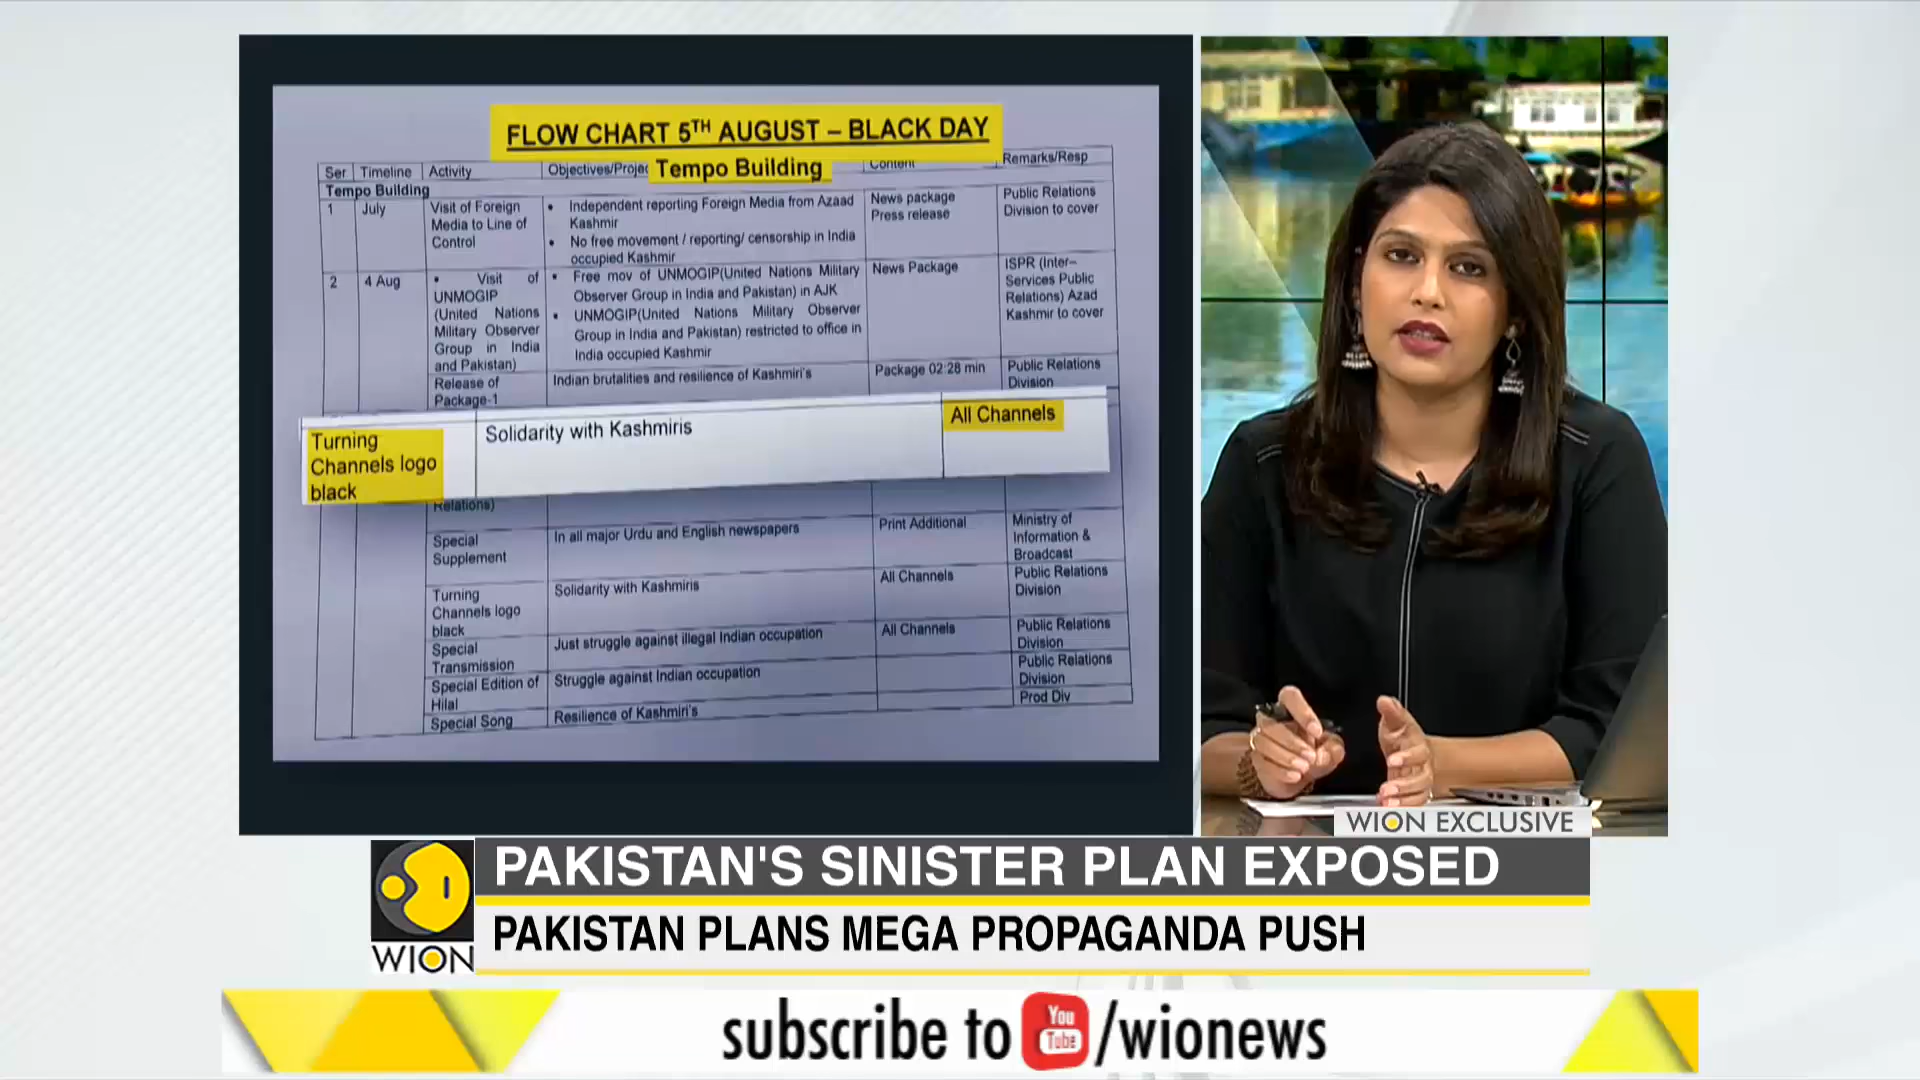 FLOW CHART 5TH AUGUST – BLACK DAY
Tempo Building
Ser Timeline Activity Content Remarks/Resp
Tempo Building
1 July
Visit of Foreign
Media to Line of
Control
• Independent reporting Foreign Media from Azaad
Kashmir
• No free movement / reporting/ censorship in India
occupied Kashmir
News package
Press release
Public Relations
Division to cover
2 4 Aug
• Visit of
UNMOGIP
(United Nations
Military Observer
Group in India
and Pakistan)
• Free mov of UNMOGIP(United Nations Military
Observer Group in India and Pakistan) in AJK
• UNMOGIP(United Nations Military Observer
Group in India and Pakistan) restricted to office in
India occupied Kashmir
News Package
ISPR (Inter–
Services Public
Relations) Azad
Kashmir to cover
Release of
Package-1
Indian brutalities and resilience of Kashmiri's
Package 02:28 min
Public Relations
Division
Turning
Channels logo
black
Solidarity with Kashmiris
All Channels
Relations)
Special
Supplement
In all major Urdu and English newspapers
Print Additional
Ministry of
Information &
Broadcast
Turning
Channels logo
black
Solidarity with Kashmiris
All Channels
Public Relations
Division
Special
Transmission
Just struggle against illegal Indian occupation
All Channels
Public Relations
Division
Special Edition of
Hilal
Struggle against Indian occupation
Public Relations
Division
Special Song
Resilience of Kashmiri's
Prod Div
WION EXCLUSIVE
PAKISTAN'S SINISTER PLAN EXPOSED
PAKISTAN PLANS MEGA PROPAGANDA PUSH
WION
subscribe to You Tube /wionews